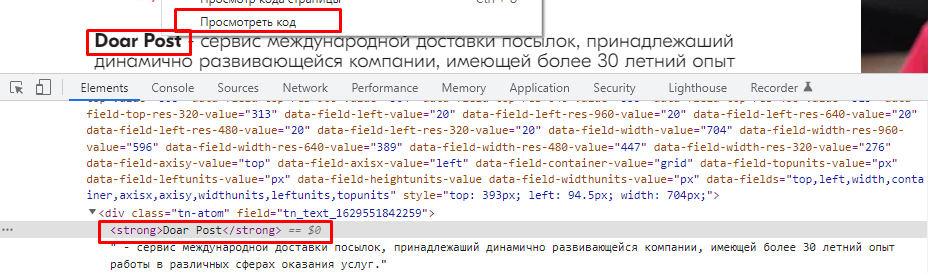 Просмотр кода страницы Ctrl + U
Просмотреть код
Doar Post - сервис международной доставки посылок, принадлежаший
динамично развивающейся компании, имеющей более 30 летний опыт
Elements Console Sources Network Performance Memory Application Security Lighthouse Recorder
field-top-res-320-value="313" data-field-left-value="20" data-field-left-res-960-value="20" data-field-left-res-640-value="20"
data-field-left-res-480-value="20" data-field-left-res-320-value="20" data-field-width-value="704" data-field-width-res-960-
value="596" data-field-width-res-640-value="389" data-field-width-res-480-value="447" data-field-width-res-320-value="276"
data-field-axisy-value="top" data-field-axisx-value="left" data-field-container-value="grid" data-field-topunits-value="px"
data-field-leftunits-value="px" data-field-heightunits-value data-field-widthunits-value="px" data-fields="top,left,width,conta
iner,axisx,axisy,widthunits,leftunits,topunits" style="top: 393px; left: 94.5px; width: 704px;">
<div class="tn-atom" field="tn_text_1629551842259">
... <strong>Doar Post</strong> == $0
" - сервис международной доставки посылок, принадлежаший динамично развивающейся компании, имеющей более 30 летний опыт
работы в различных сферах оказания услуг."